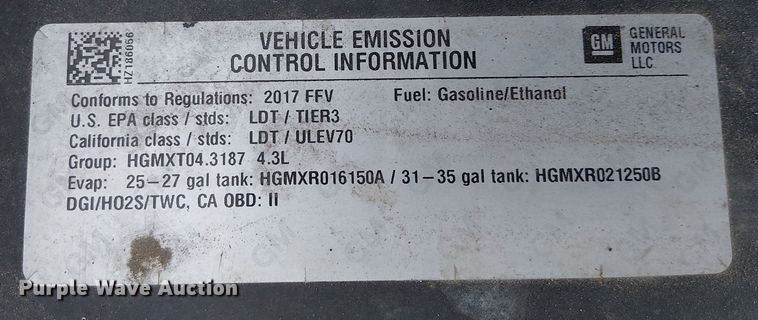 HZ186056
VEHICLE EMISSION
CONTROL INFORMATION
GM
GENERAL
MOTORS
LLC
Conforms to Regulations: 2017 FFV Fuel: Gasoline/Ethanol
U.S. EPA class / stds: LDT / TIER3
California class / stds: LDT / ULEV70
Group: HGMXT04.3187 4.3L
Evap: 25-27 gal tank: HGMXR016150A / 31-35 gal tank: HGMXR021250B
DGI/HO2S/TWC, CA OBD: II
Purple Wave Auction